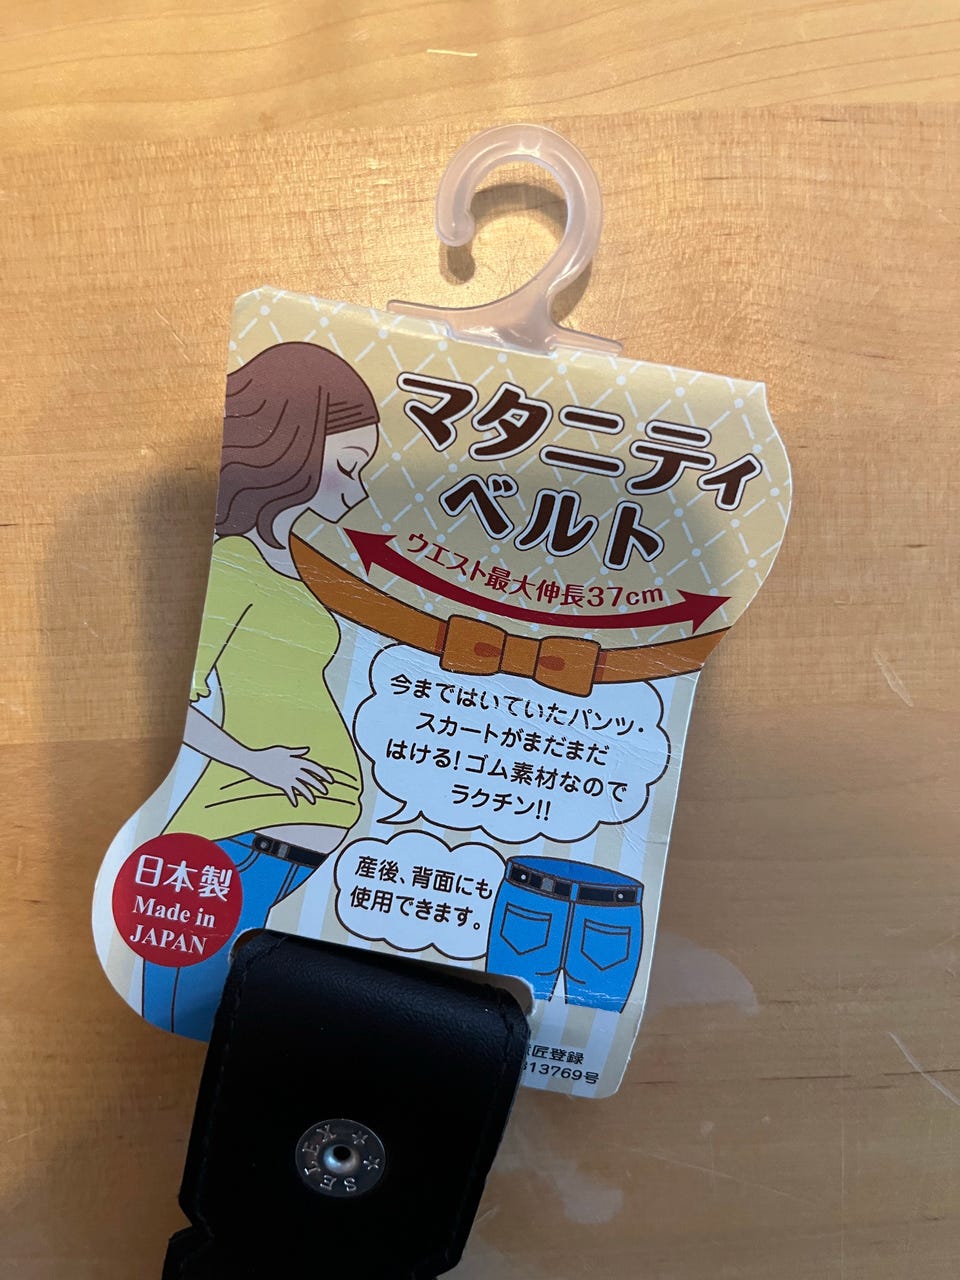 マタニティ
ベルト
ウエスト最大伸長37cm
今まではいていたパンツ・
スカートがまだまだ
はける！ゴム素材なので
ラクチン!!
産後、背面にも
使用できます。
日本製
Made in
JAPAN
匠登録
13769号
SELEX